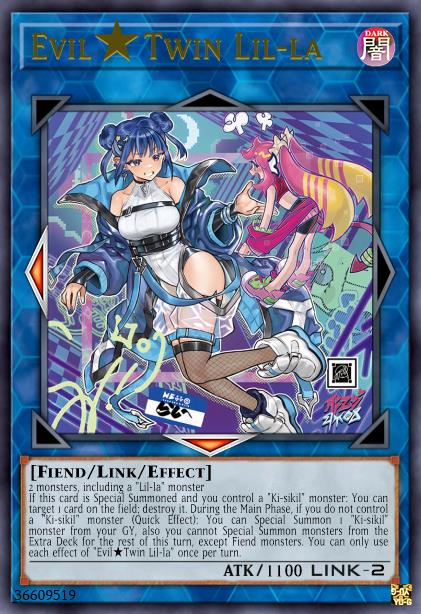 EVIL★TWIN LIL-LA
DARK
闇
HELLO
[FIEND/LINK/EFFECT]
2 monsters, including a "Lil-la" monster
If this card is Special Summoned and you control a "Ki-sikil" monster: You can
target 1 card on the field; destroy it. During the Main Phase, if you do not control
a "Ki-sikil" monster (Quick Effect): You can Special Summon 1 "Ki-sikil"
monster from your GY, also you cannot Special Summon monsters from the
Extra Deck for the rest of this turn, except Fiend monsters. You can only use
each effect of "Evil★Twin Lil-la" once per turn.
ATK/1100 LINK-2
36609519